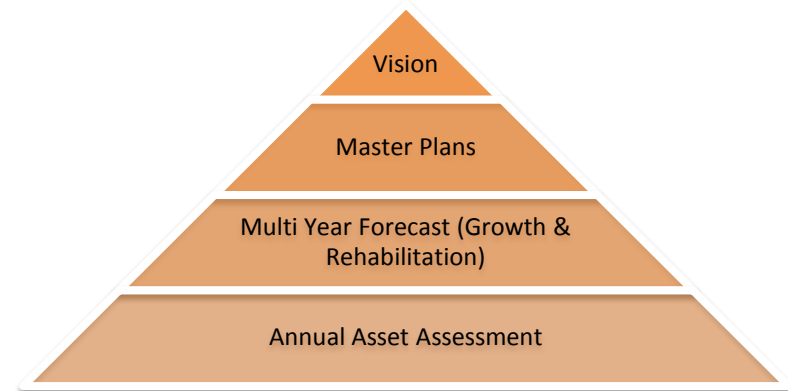 Vision
Master Plans
Multi Year Forecast (Growth &
Rehabilitation)
Annual Asset Assessment